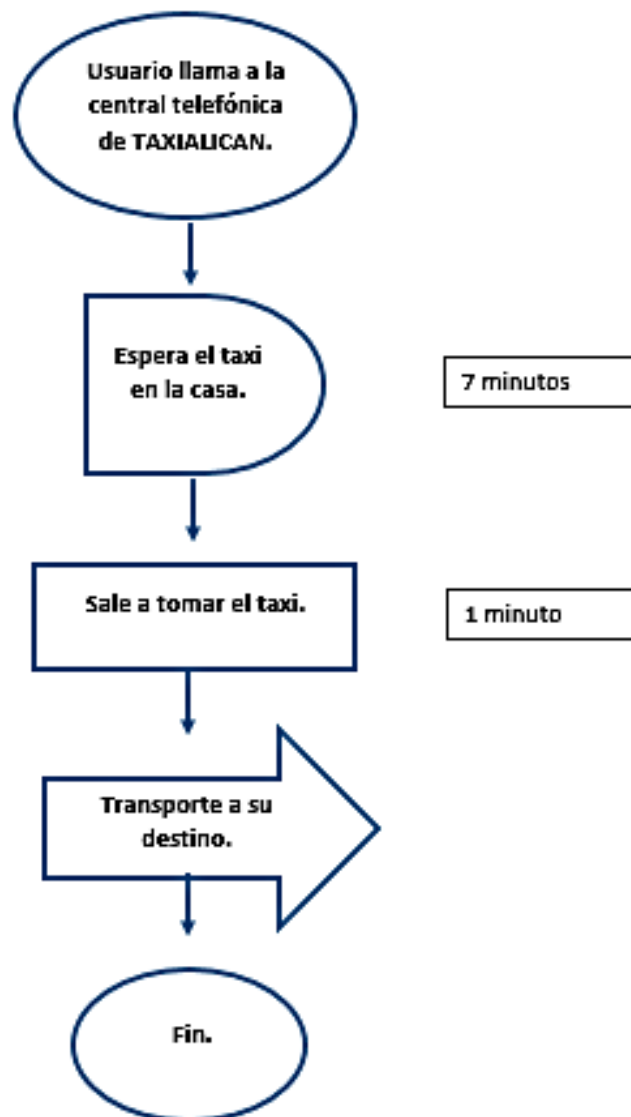 Usuario llama a la
central telefónica
de TAXIALICAN.
Espera el taxi
en la casa.
7 minutos
Sale a tomar el taxi.
1 minuto
Transporte a su
destino.
Fin.